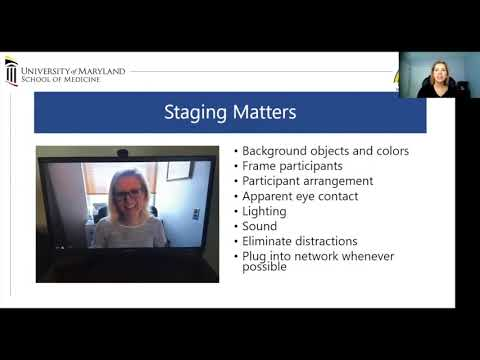 UNIVERSITY of MARYLAND
SCHOOL OF MEDICINE
Staging Matters
• Background objects and colors
• Frame participants
• Participant arrangement
• Apparent eye contact
• Lighting
• Sound
• Eliminate distractions
• Plug into network whenever
possible